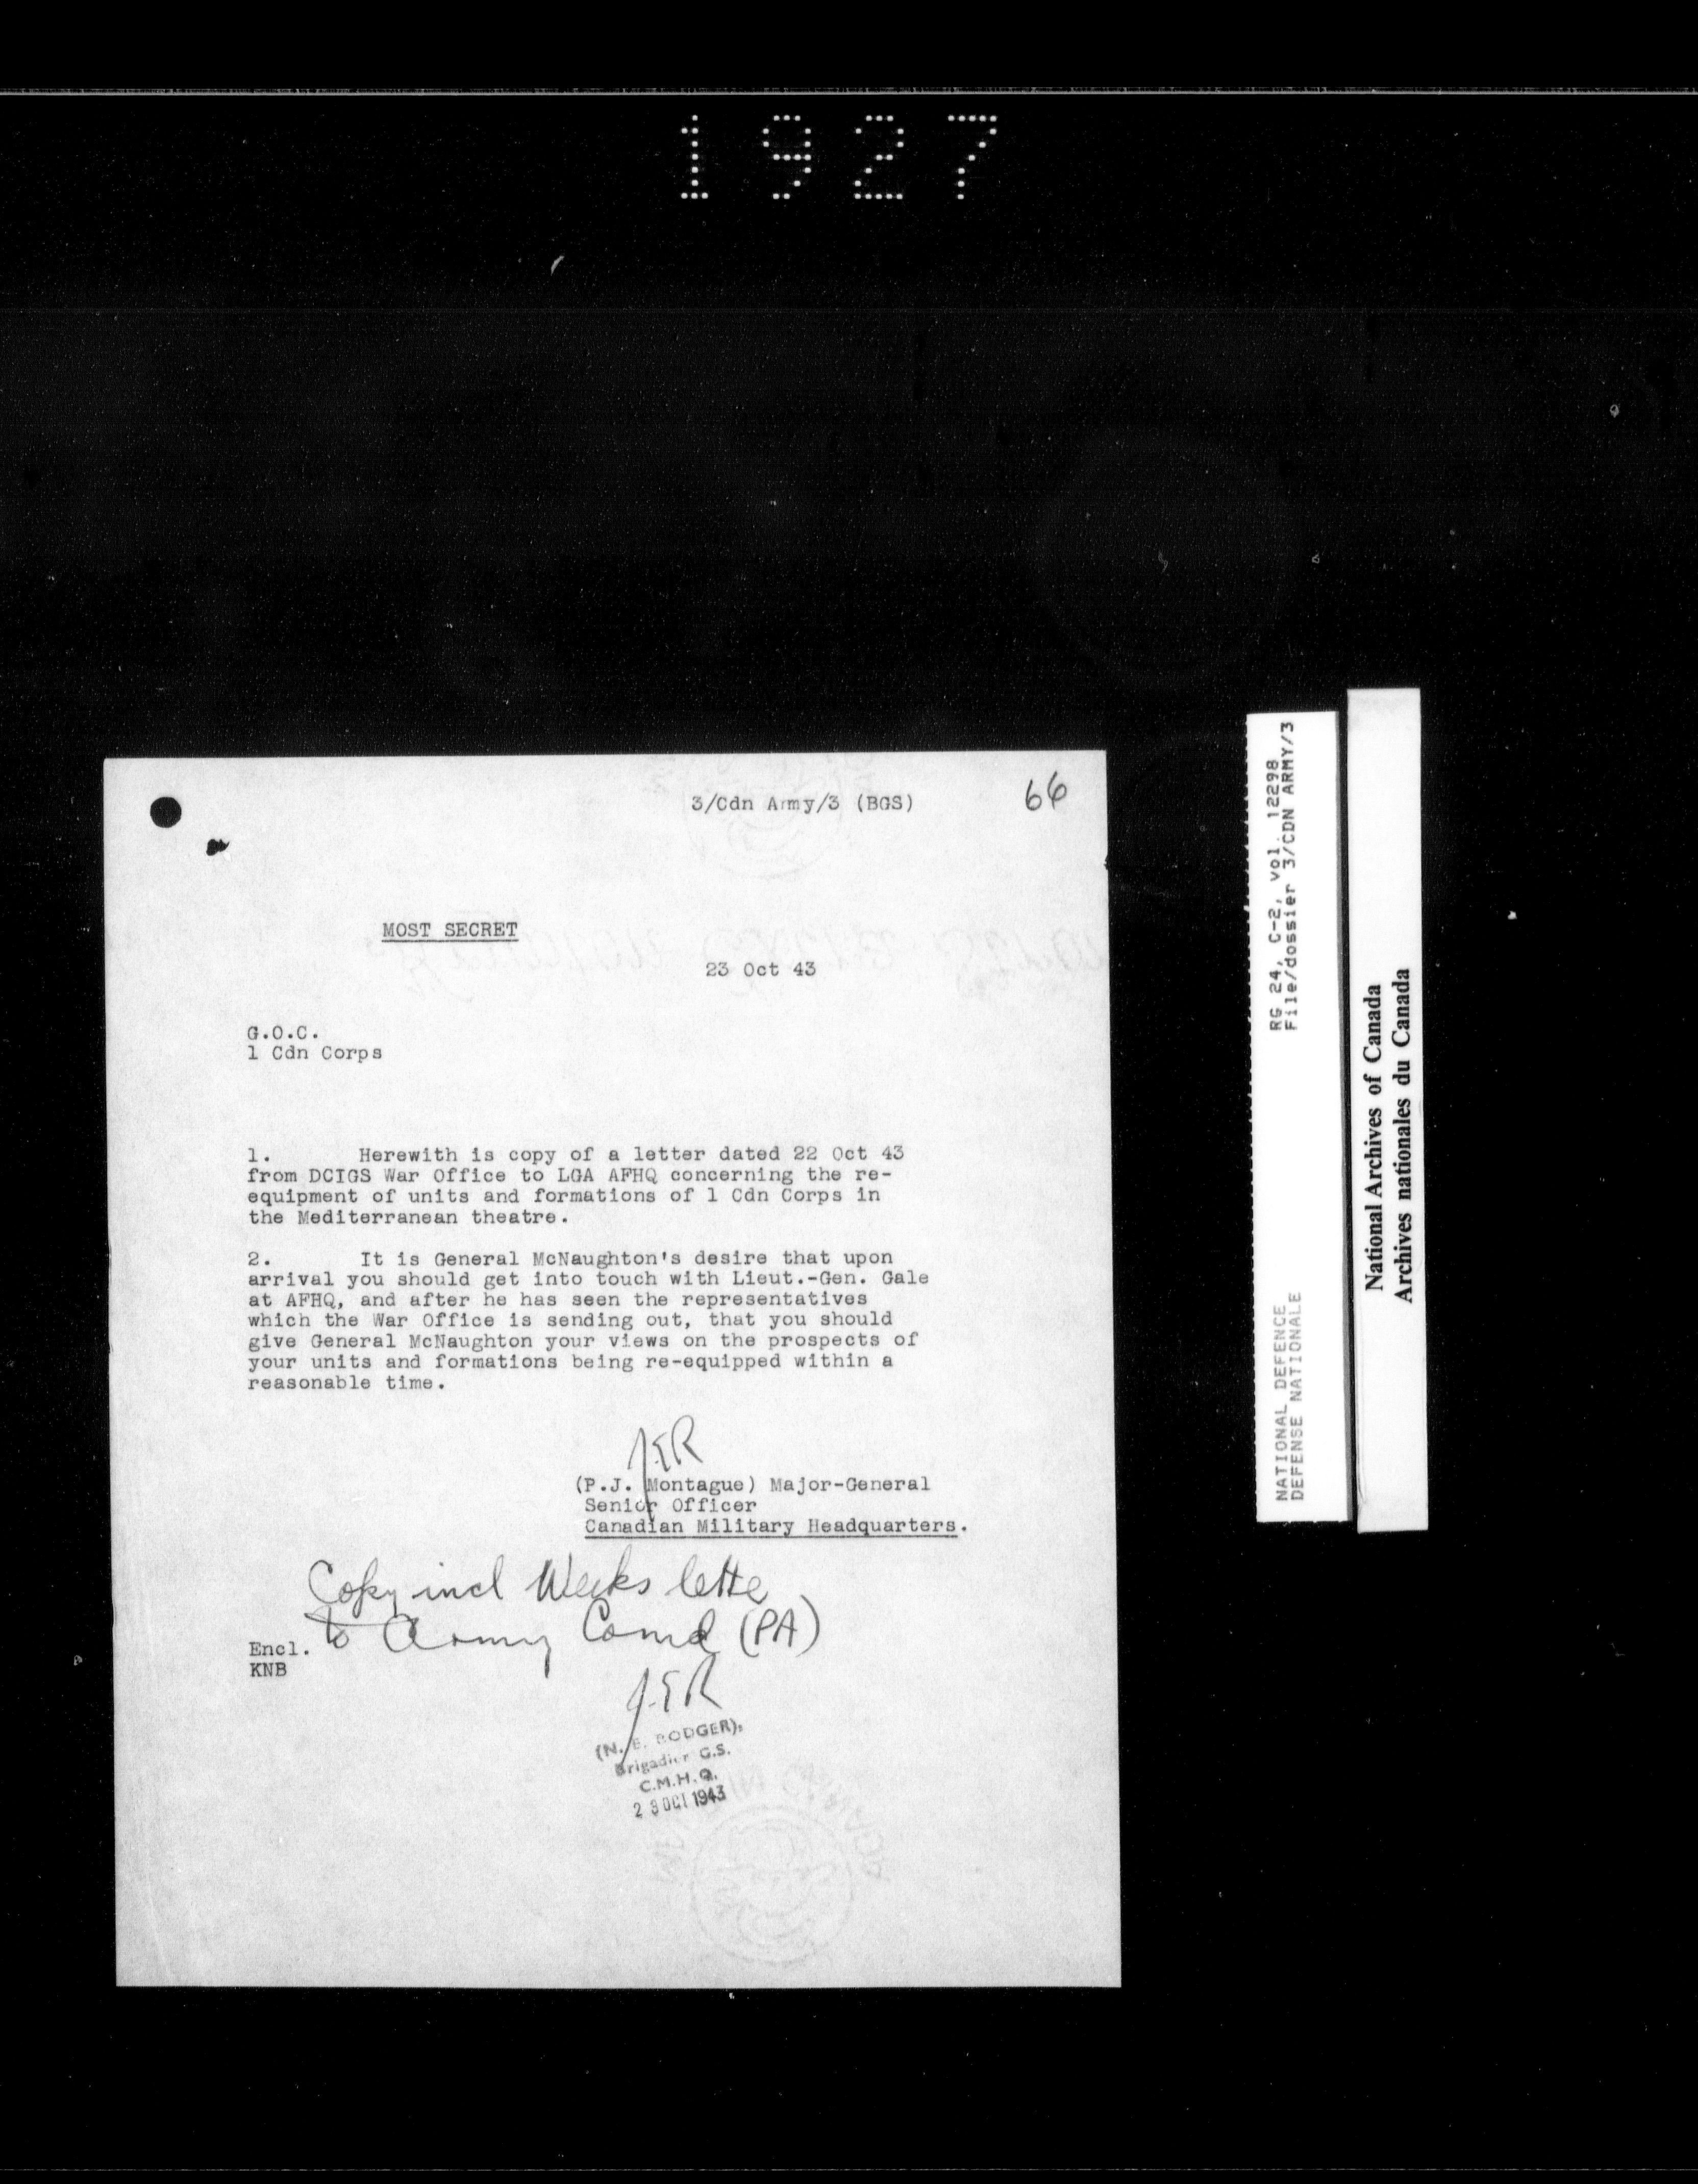 1927
3/Cdn Army/3 (BGS)
66
MOST SECRET
23 Oct 43
G.O.C.
1 Cdn Corps
1. Herewith is copy of a letter dated 22 Oct 43
from DCIGS War Office to LGA AFHQ concerning the re-
equipment of units and formations of 1 Cdn Corps in
the Mediterranean theatre.
2. It is General McNaughton's desire that upon
arrival you should get into touch with Lieut.-Gen. Gale
at AFHQ, and after he has seen the representatives
which the War Office is sending out, that you should
give General McNaughton your views on the prospects of
your units and formations being re-equipped within a
reasonable time.
(P.J. Montague) Major-General
Senior Officer
Canadian Military Headquarters.
Copy incl Weeks lette
to Army Comd (PA)
Encl.
KNB
(N. E. RODGER),
Brigadier G.S.
C.M.H.Q.
OCT 1943
RG 24, C-2, vol. 12298
File/dossier 3/CDN ARMY/3
NATIONAL DEFENCE
DEFENSE NATIONALE
National Archives of Canada
Archives nationales du Canada